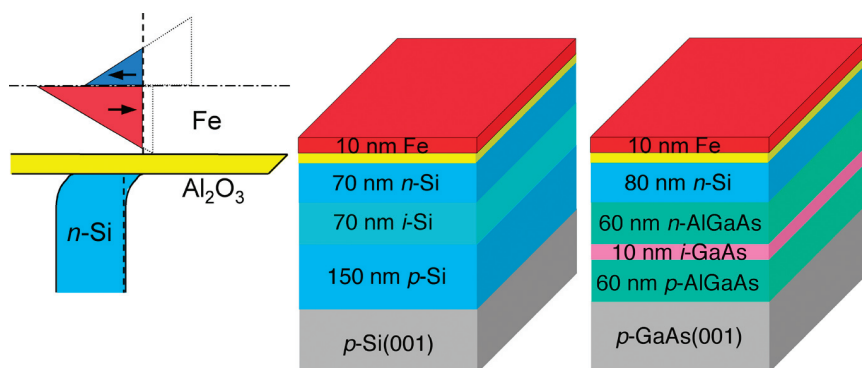 Fe
Al₂O₃
n-Si
10 nm Fe
70 nm n-Si
70 nm i-Si
150 nm p-Si
p-Si(001)
10 nm Fe
80 nm n-Si
60 nm n-AlGaAs
10 nm i-GaAs
60 nm p-AlGaAs
p-GaAs(001)